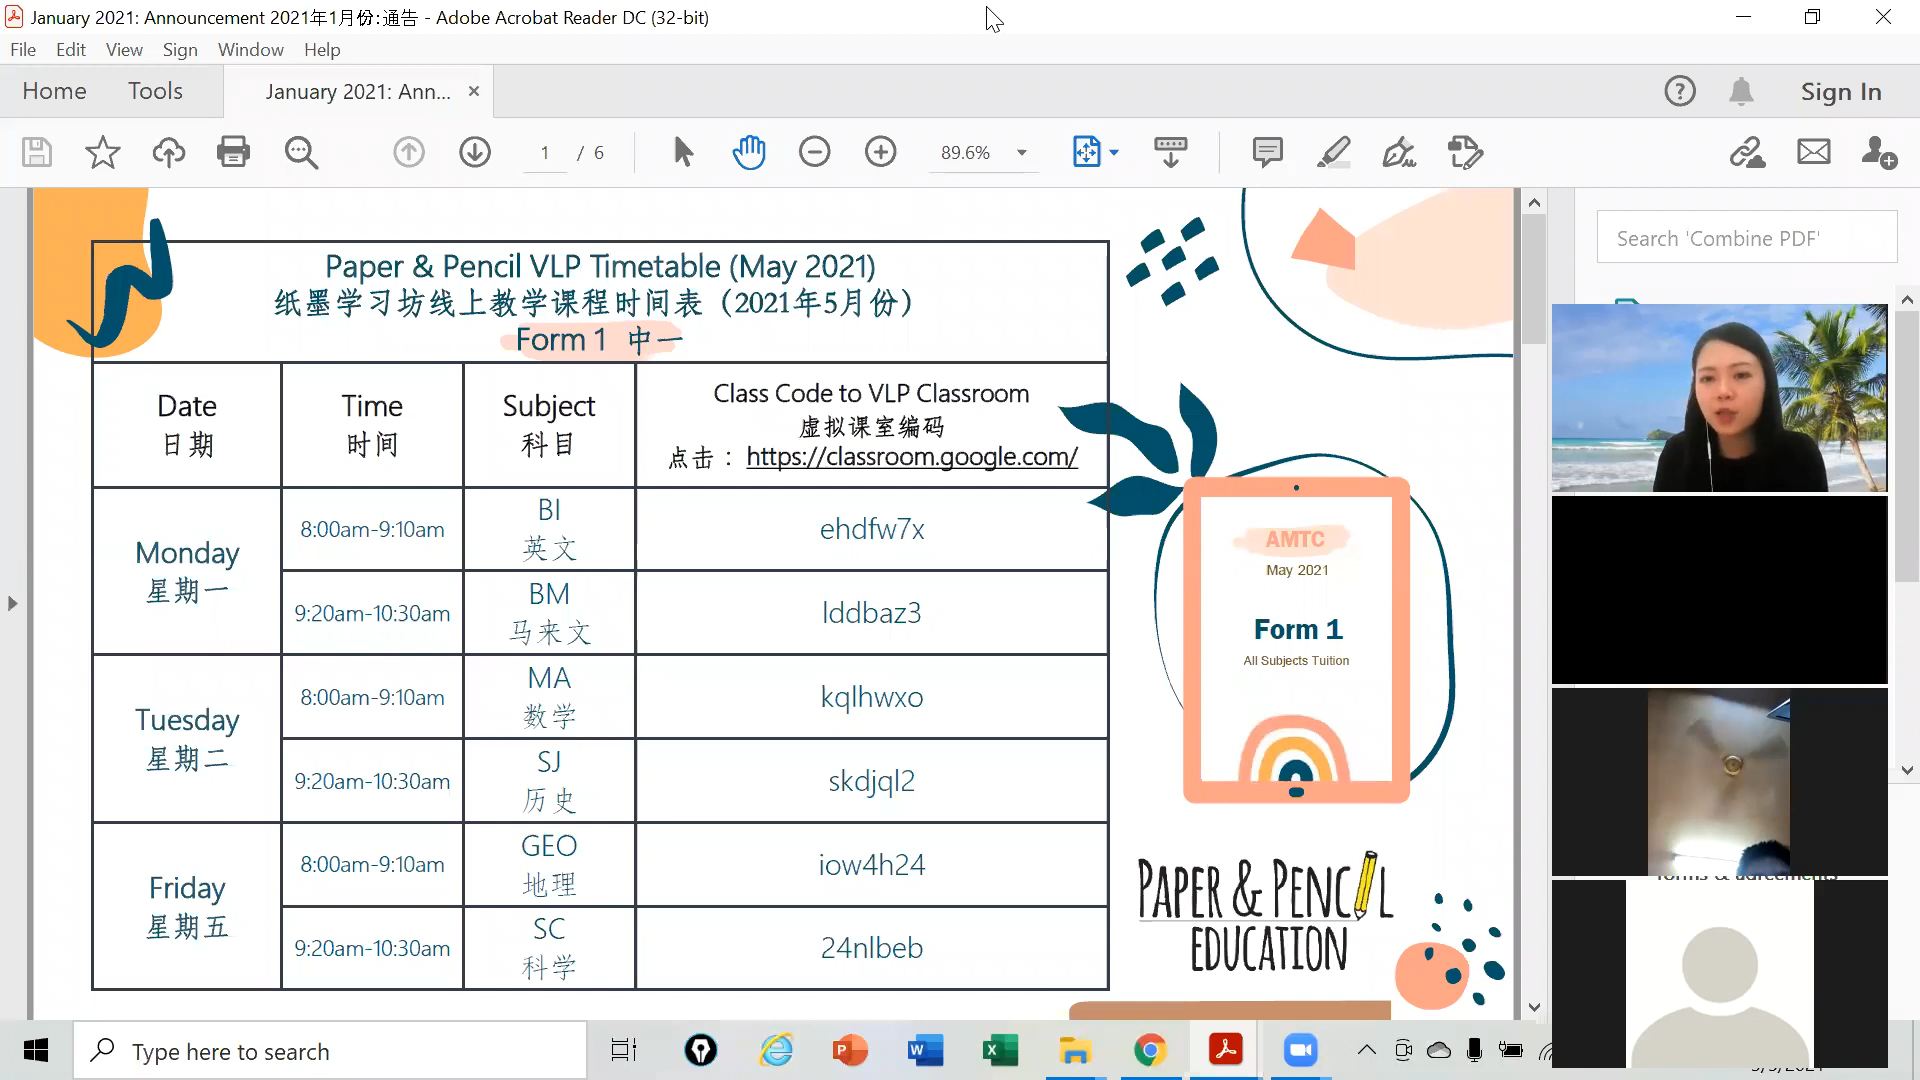 January 2021: Announcement 2021年1月份:通告 - Adobe Acrobat Reader DC (32-bit)
File Edit View Sign Window Help
Home Tools January 2021: Ann... × Sign In
1 / 6 89.6%
Search 'Combine PDF'
Paper & Pencil VLP Timetable (May 2021)
纸墨学习坊线上教学课程时间表（2021年5月份）
Form 1 中一
Date
日期
Time
时间
Subject
科目
Class Code to VLP Classroom
虚拟课室编码
点击： https://classroom.google.com/
Monday
星期一
8:00am-9:10am
BI
英文
ehdfw7x
9:20am-10:30am
BM
马来文
lddbaz3
Tuesday
星期二
8:00am-9:10am
MA
数学
kqlhwxo
9:20am-10:30am
SJ
历史
skdjql2
Friday
星期五
8:00am-9:10am
GEO
地理
iow4h24
9:20am-10:30am
SC
科学
24nlbeb
AMTC
May 2021
Form 1
All Subjects Tuition
PAPER & PENCIL
EDUCATION
Type here to search